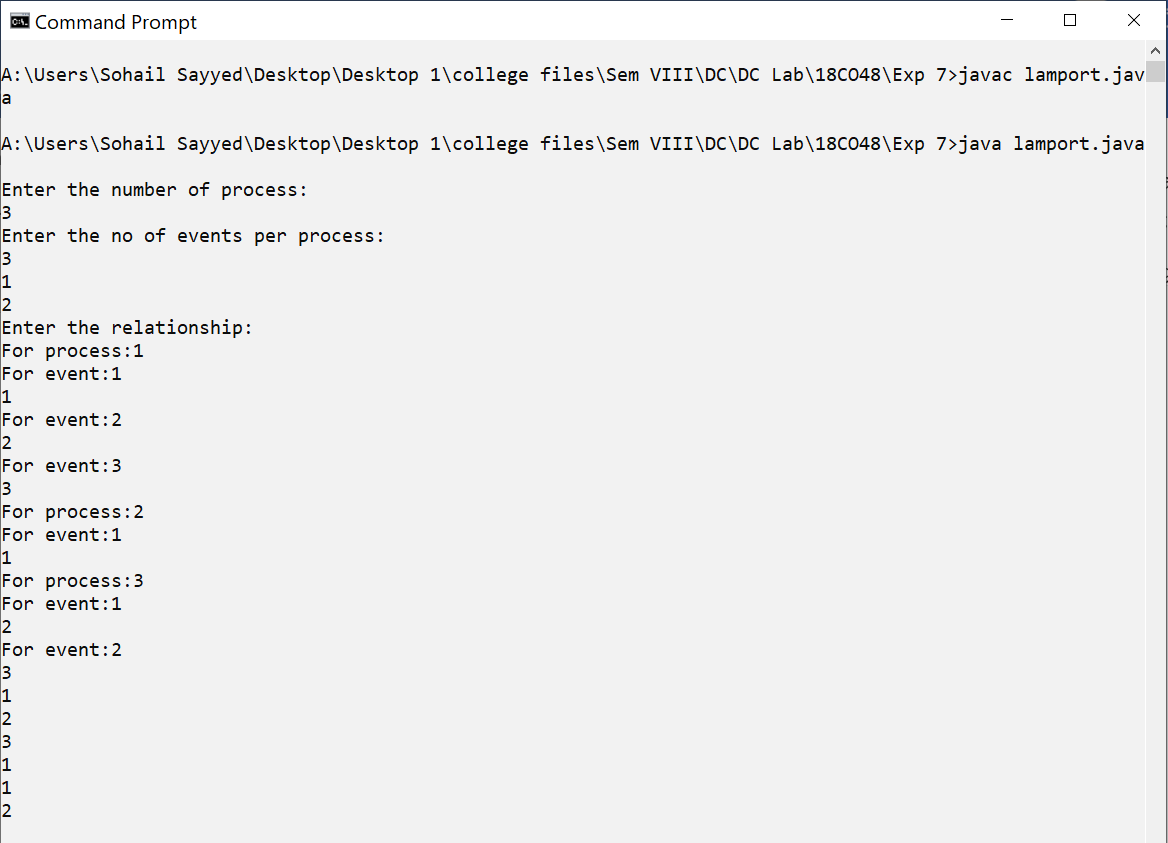 Command Prompt
A:\Users\Sohail Sayyed\Desktop\Desktop 1\college files\Sem VIII\DC\DC Lab\18CO48\Exp 7>javac lamport.jav
a
A:\Users\Sohail Sayyed\Desktop\Desktop 1\college files\Sem VIII\DC\DC Lab\18CO48\Exp 7>java lamport.java
Enter the number of process:
3
Enter the no of events per process:
3
1
2
Enter the relationship:
For process:1
For event:1
1
For event:2
2
For event:3
3
For process:2
For event:1
1
For process:3
For event:1
2
For event:2
3
1
2
3
1
1
2